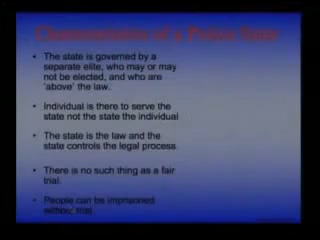 Characteristics of a Police State
• The state is governed by a
separate elite, who may or may
not be elected, and who are
‘above’ the law.
• Individual is there to serve the
state not the state the individual
• The state is the law and the
state controls the legal process.
• There is no such thing as a fair
trial.
• People can be imprisoned
without trial.